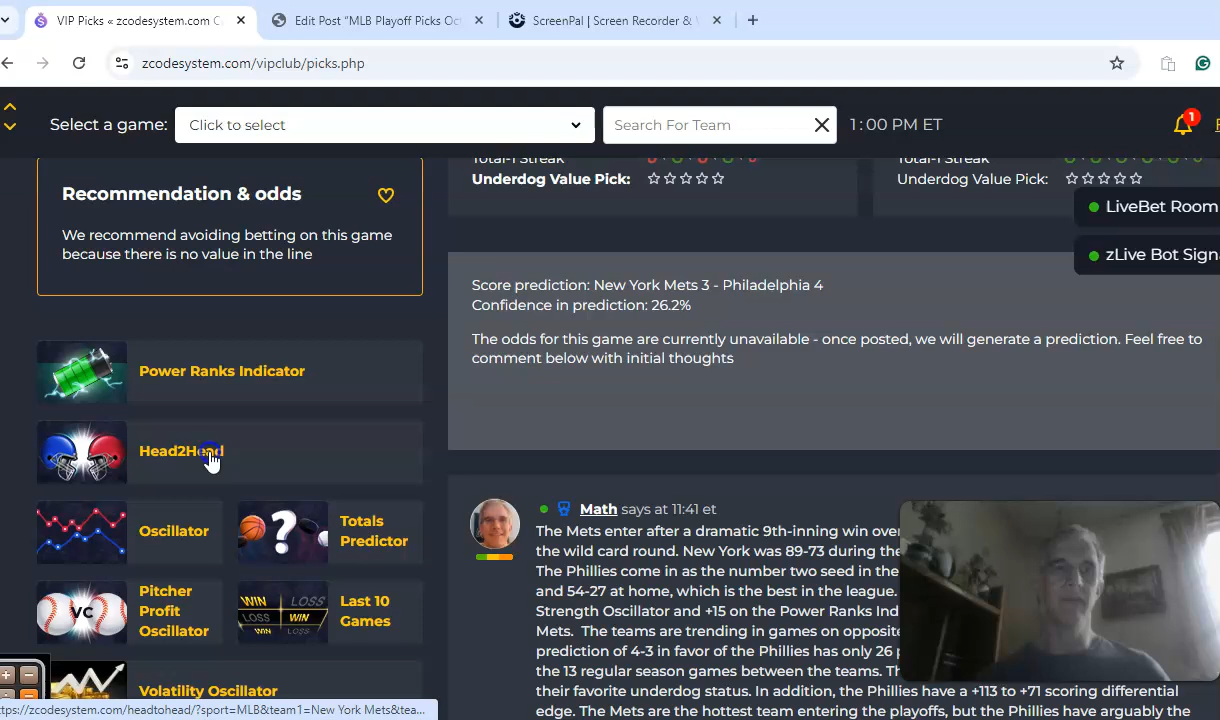 VIP Picks « zcodesystem.com C
Edit Post “MLB Playoff Picks Oc
ScreenPal | Screen Recorder &
zcodesystem.com/vipclub/picks.php
Select a game:
Click to select
Search For Team
1:00 PM ET
1
Recommendation & odds
We recommend avoiding betting on this game
because there is no value in the line
Power Ranks Indicator
Head2Head
Oscillator
Totals
Predictor
Pitcher
Profit
Oscillator
VC
WIN LOSS
LOSS WIN
WIN LOSS
Last 10
Games
Volatility Oscillator
ttps://zcodesystem.com/headtohead/?sport=MLB&team1=New York Mets&tea...
Total-1 Streak
Underdog Value Pick:
Total-1 Streak
Underdog Value Pick:
LiveBet Room
zLive Bot Sign
Score prediction: New York Mets 3 - Philadelphia 4
Confidence in prediction: 26.2%
The odds for this game are currently unavailable - once posted, we will generate a prediction. Feel free to
comment below with initial thoughts
Math says at 11:41 et
The Mets enter after a dramatic 9th-inning win over
the wild card round. New York was 89-73 during the
The Phillies come in as the number two seed in the
and 54-27 at home, which is the best in the league.
Strength Oscillator and +15 on the Power Ranks Ind
Mets. The teams are trending in games on opposite
prediction of 4-3 in favor of the Phillies has only 26 p
the 13 regular season games between the teams. Th
their favorite underdog status. In addition, the Phillies have a +113 to +71 scoring differential
edge. The Mets are the hottest team entering the playoffs, but the Phillies have arguably the